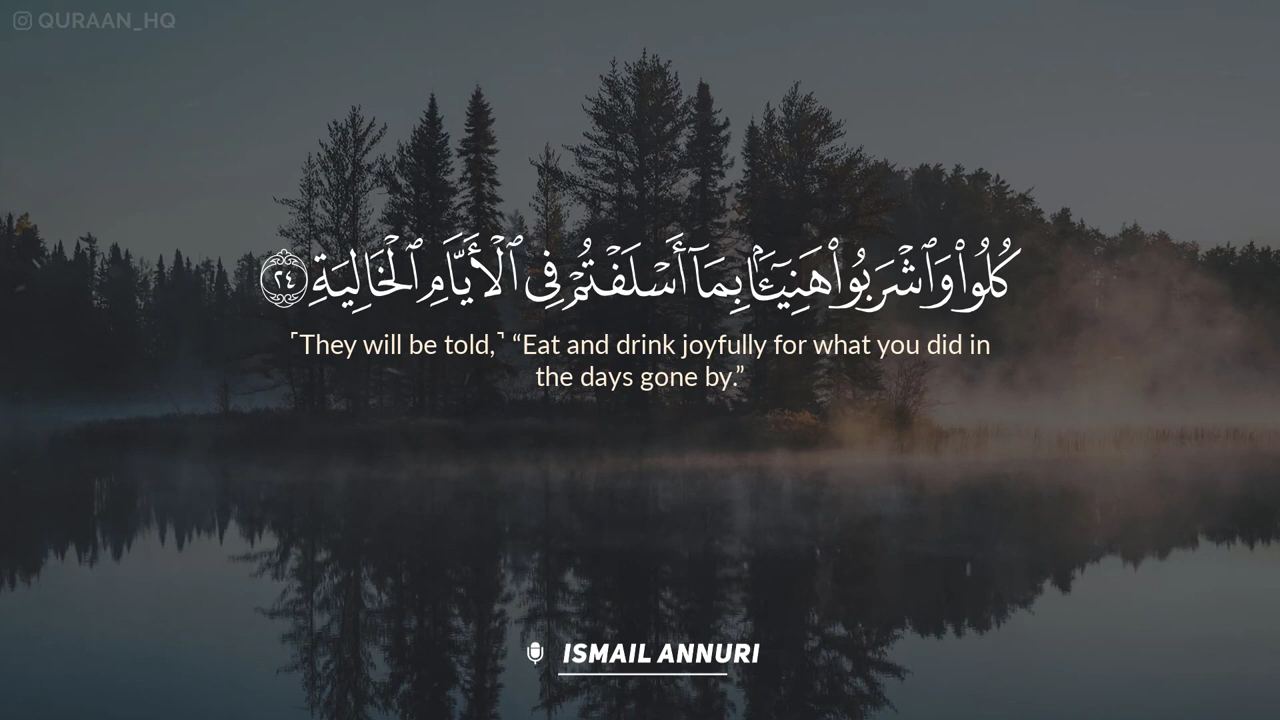 QURAAN_HQ
كُلُوا۟ وَٱشْرَبُوا۟ هَنِيٓـًٔۢا بِمَآ أَسْلَفْتُمْ فِى ٱلْأَيَّامِ ٱلْخَالِيَةِ ٢٤
⸢They will be told,⸣ “Eat and drink joyfully for what you did in
the days gone by.”
ISMAIL ANNURI